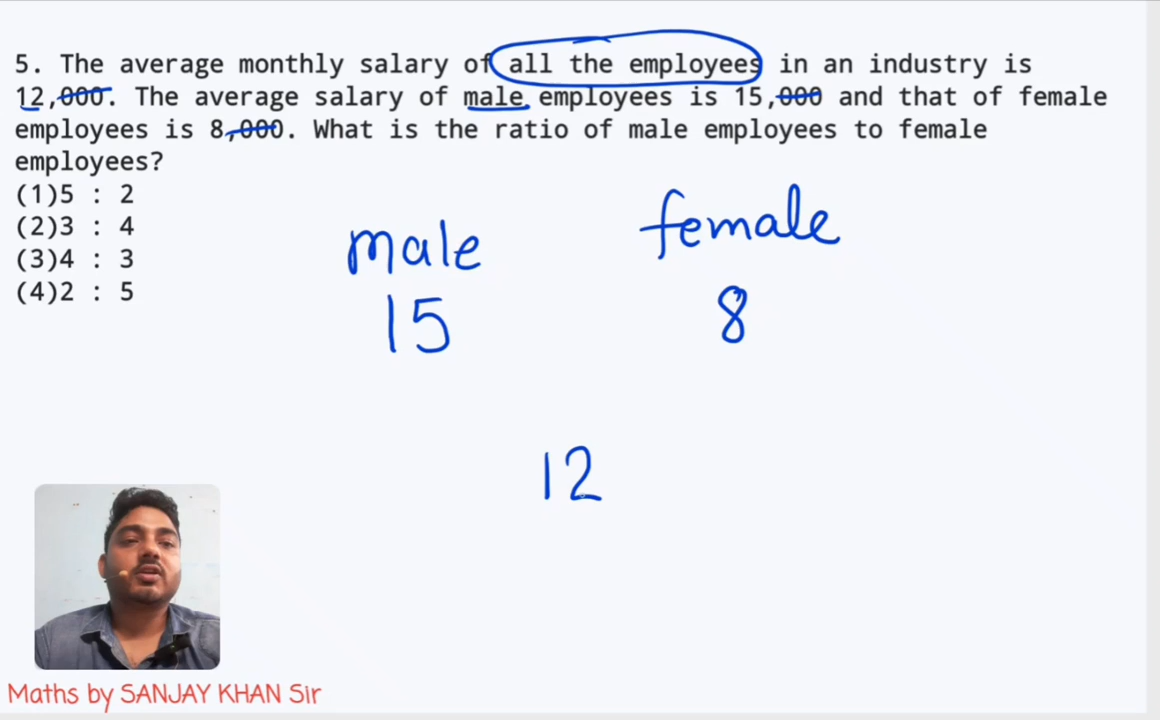 5. The average monthly salary of all the employees in an industry is
12,000. The average salary of male employees is 15,000 and that of female
employees is 8,000. What is the ratio of male employees to female
employees?
(1)5 : 2
(2)3 : 4
(3)4 : 3
(4)2 : 5
male female
15 8
12
Maths by SANJAY KHAN Sir